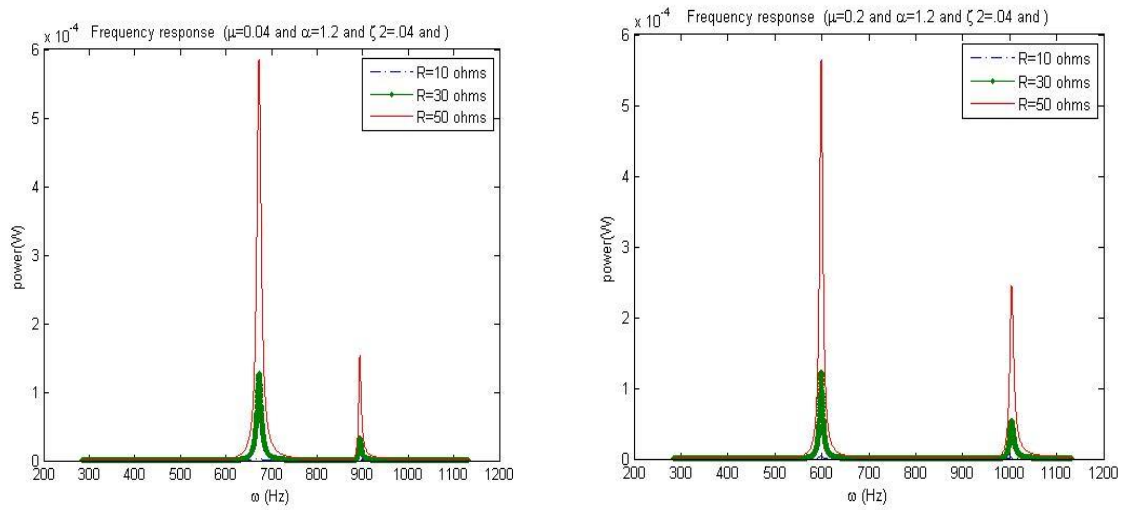 x 10⁻⁴ Frequency response (μ=0.04 and α=1.2 and ζ 2=.04 and )
6
5
4
3
2
1
0
power(W)
R=10 ohms
R=30 ohms
R=50 ohms
200 300 400 500 600 700 800 900 1000 1100 1200
ω (Hz)
x 10⁻⁴ Frequency response (μ=0.2 and α=1.2 and ζ 2=.04 and )
6
5
4
3
2
1
0
power(W)
R=10 ohms
R=30 ohms
R=50 ohms
200 300 400 500 600 700 800 900 1000 1100 1200
ω (Hz)